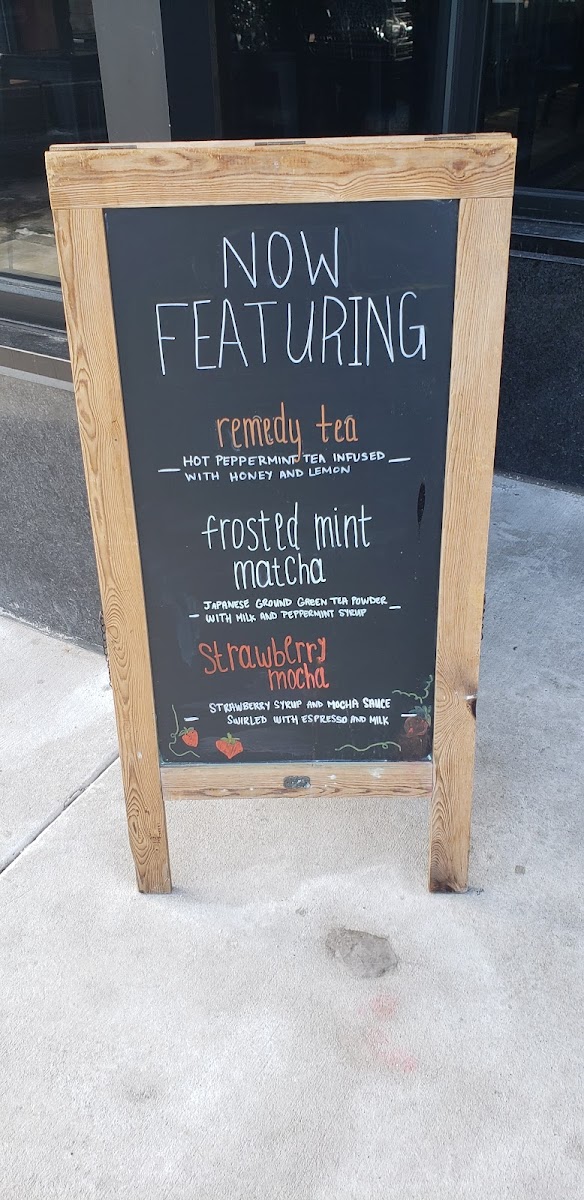 NOW
FEATURING
remedy tea
— HOT PEPPERMINT TEA INFUSED —
WITH HONEY AND LEMON
frosted mint
matcha
JAPANESE GROUND GREEN TEA POWDER
— WITH MILK AND PEPPERMINT SYRUP —
Strawberry
mocha
STRAWBERRY SYRUP AND MOCHA SAUCE
— SWIRLED WITH ESPRESSO AND MILK —